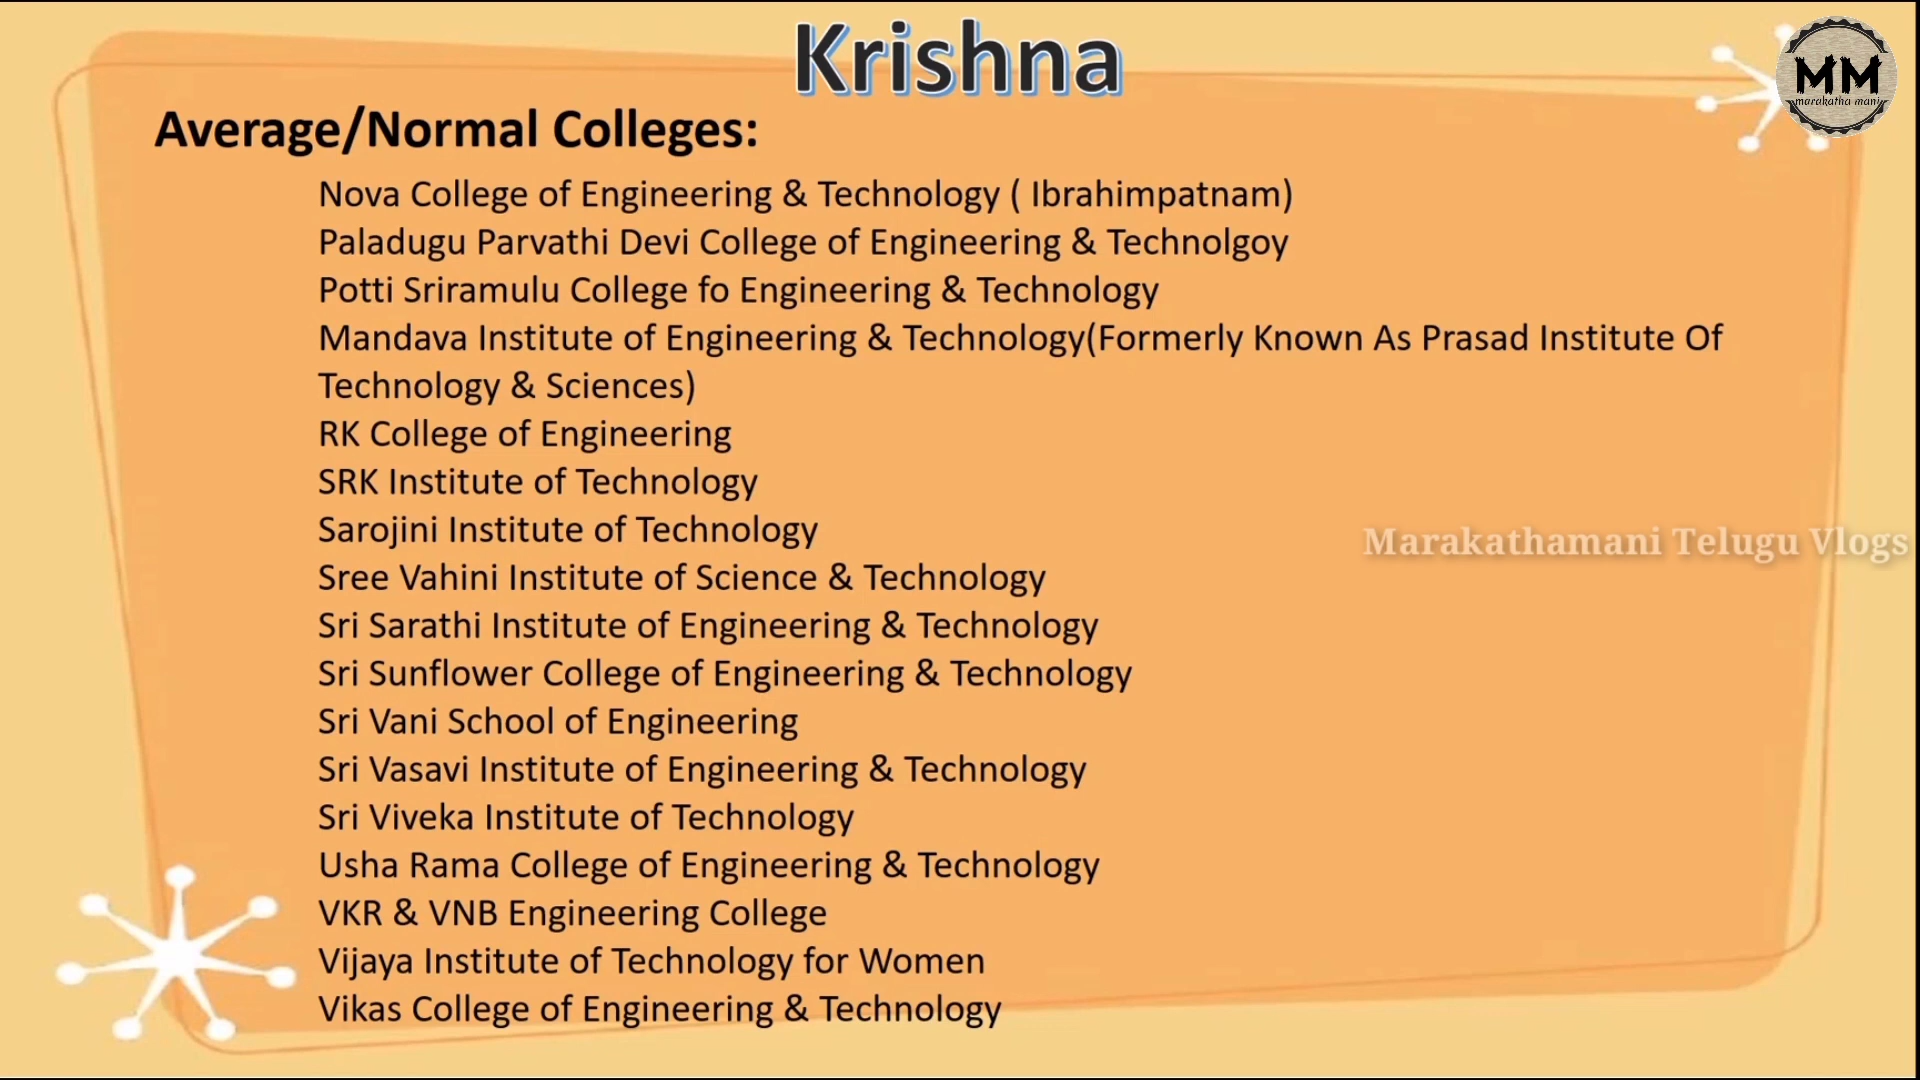 Krishna
MM
marakatha mani
Average/Normal Colleges:
Nova College of Engineering & Technology ( Ibrahimpatnam)
Paladugu Parvathi Devi College of Engineering & Technolgoy
Potti Sriramulu College fo Engineering & Technology
Mandava Institute of Engineering & Technology(Formerly Known As Prasad Institute Of
Technology & Sciences)
RK College of Engineering
SRK Institute of Technology
Sarojini Institute of Technology
Marakathamani Telugu Vlogs
Sree Vahini Institute of Science & Technology
Sri Sarathi Institute of Engineering & Technology
Sri Sunflower College of Engineering & Technology
Sri Vani School of Engineering
Sri Vasavi Institute of Engineering & Technology
Sri Viveka Institute of Technology
Usha Rama College of Engineering & Technology
VKR & VNB Engineering College
Vijaya Institute of Technology for Women
Vikas College of Engineering & Technology